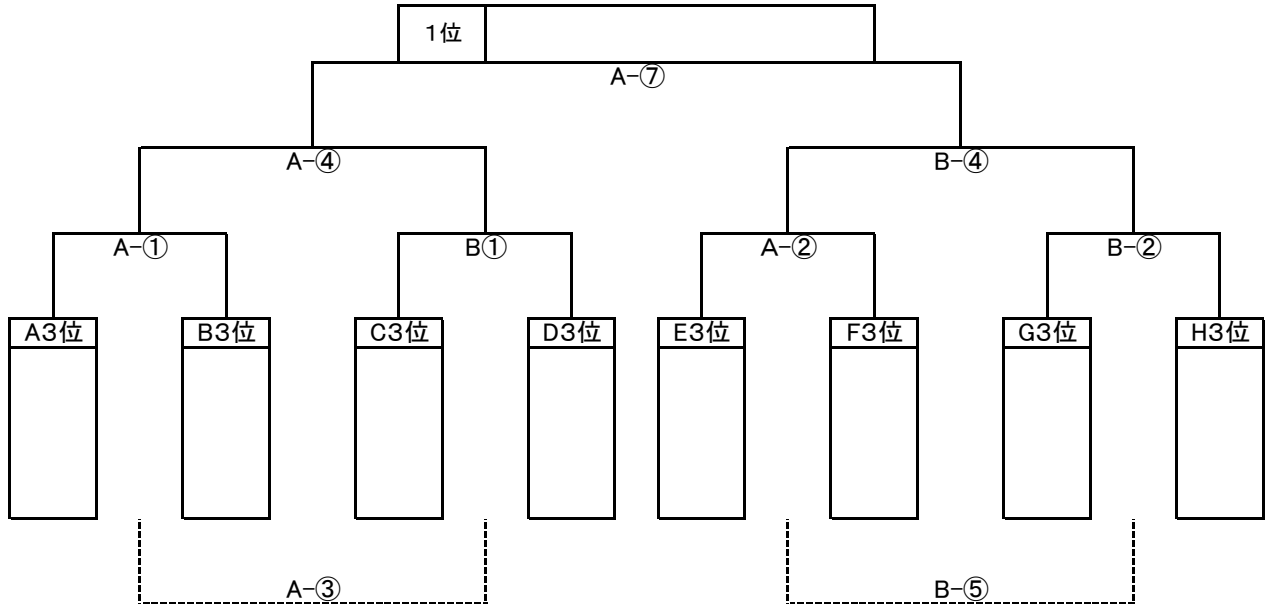 1位
A-⑦
A-④
B-④
A-①
B①
A-②
B-②
A3位
B3位
C3位
D3位
E3位
F3位
G3位
H3位
A-③
B-⑤